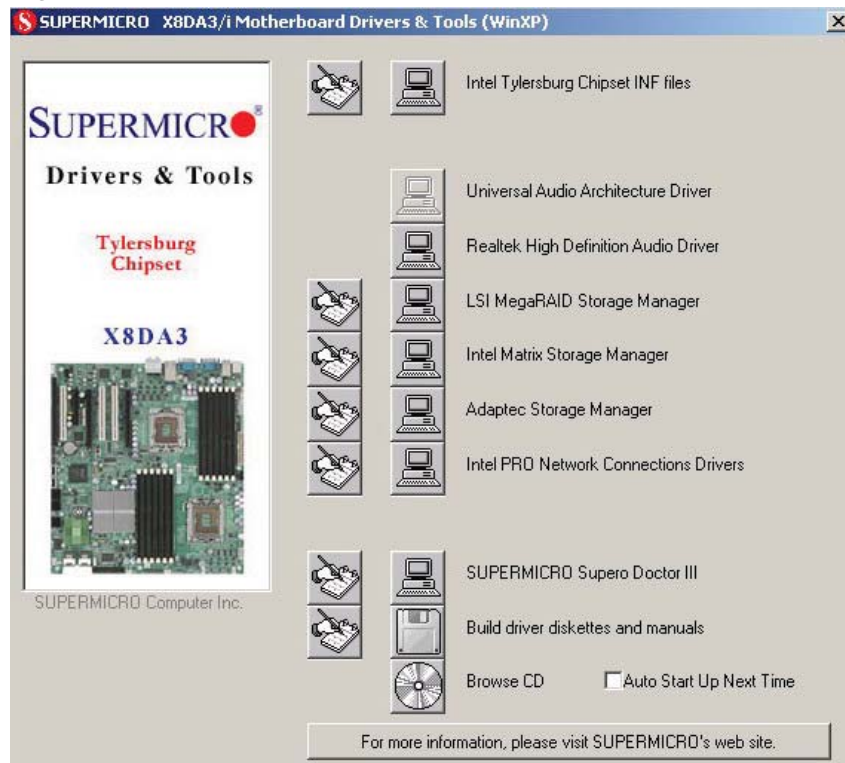 SUPERMICRO X8DA3/i Motherboard Drivers & Tools (WinXP)
SUPERMICRO®
Drivers & Tools
Tylersburg
Chipset
X8DA3
SUPERMICRO Computer Inc.
Intel Tylersburg Chipset INF files
Universal Audio Architecture Driver
Realtek High Definition Audio Driver
LSI MegaRAID Storage Manager
Intel Matrix Storage Manager
Adaptec Storage Manager
Intel PRO Network Connections Drivers
SUPERMICRO Supero Doctor III
Build driver diskettes and manuals
Browse CD
Auto Start Up Next Time
For more information, please visit SUPERMICRO's web site.